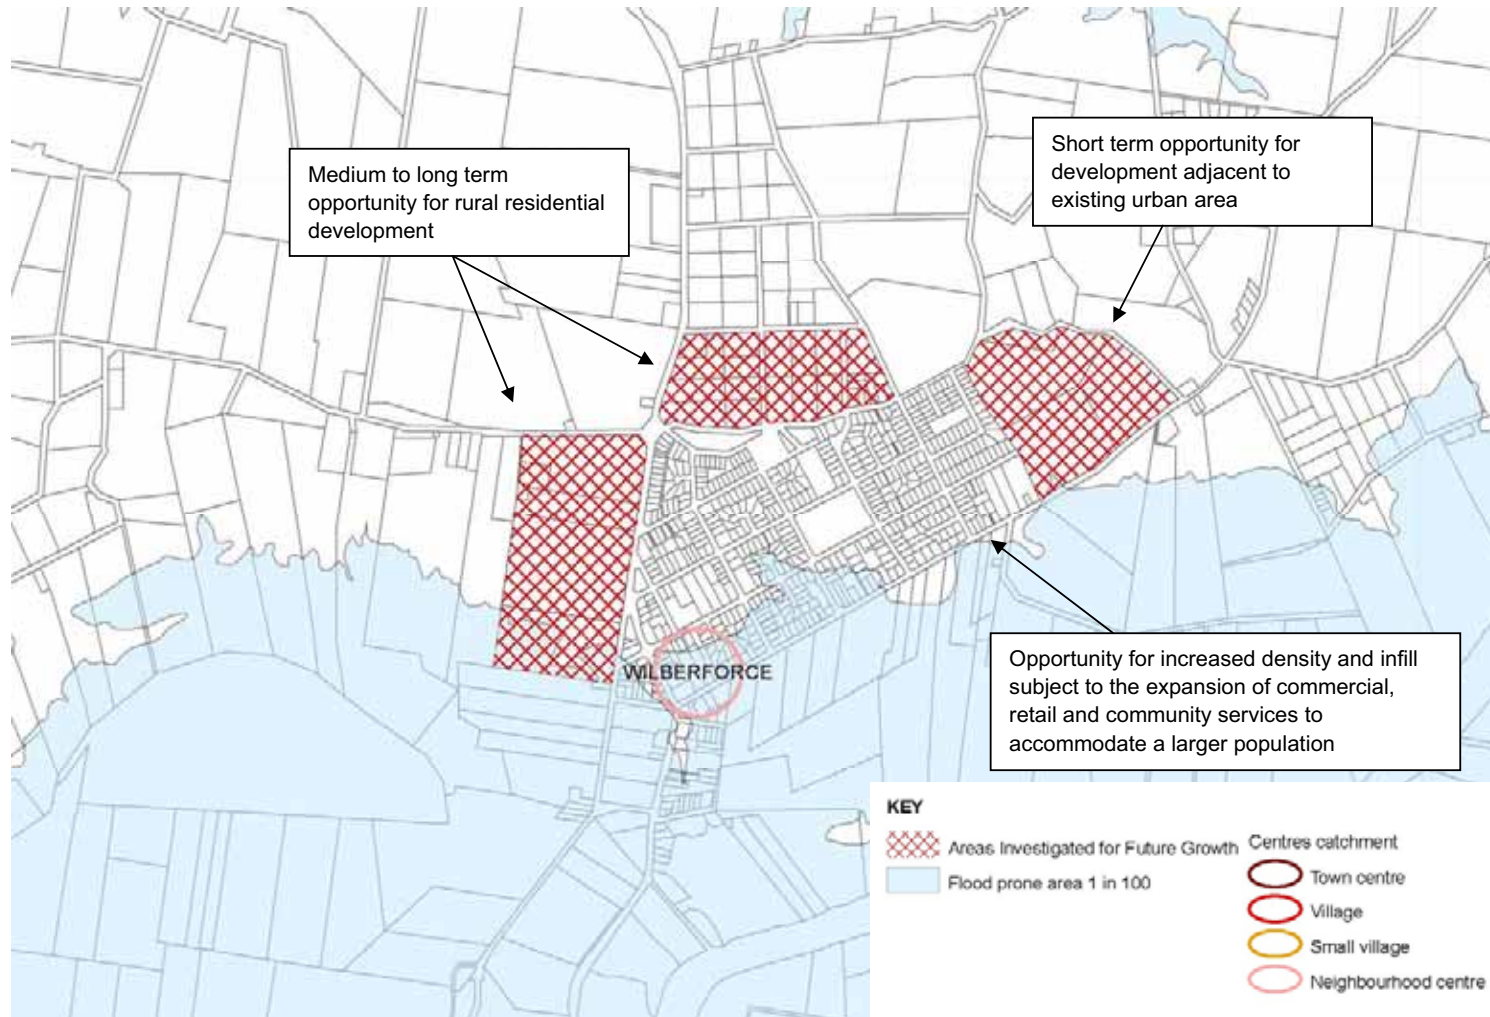 Medium to long term
opportunity for rural residential
development
Short term opportunity for
development adjacent to
existing urban area
WILBERFORCE
Opportunity for increased density and infill
subject to the expansion of commercial,
retail and community services to
accommodate a larger population
KEY
Areas Investigated for Future Growth
Flood prone area 1 in 100
Centres catchment
Town centre
Village
Small village
Neighbourhood centre